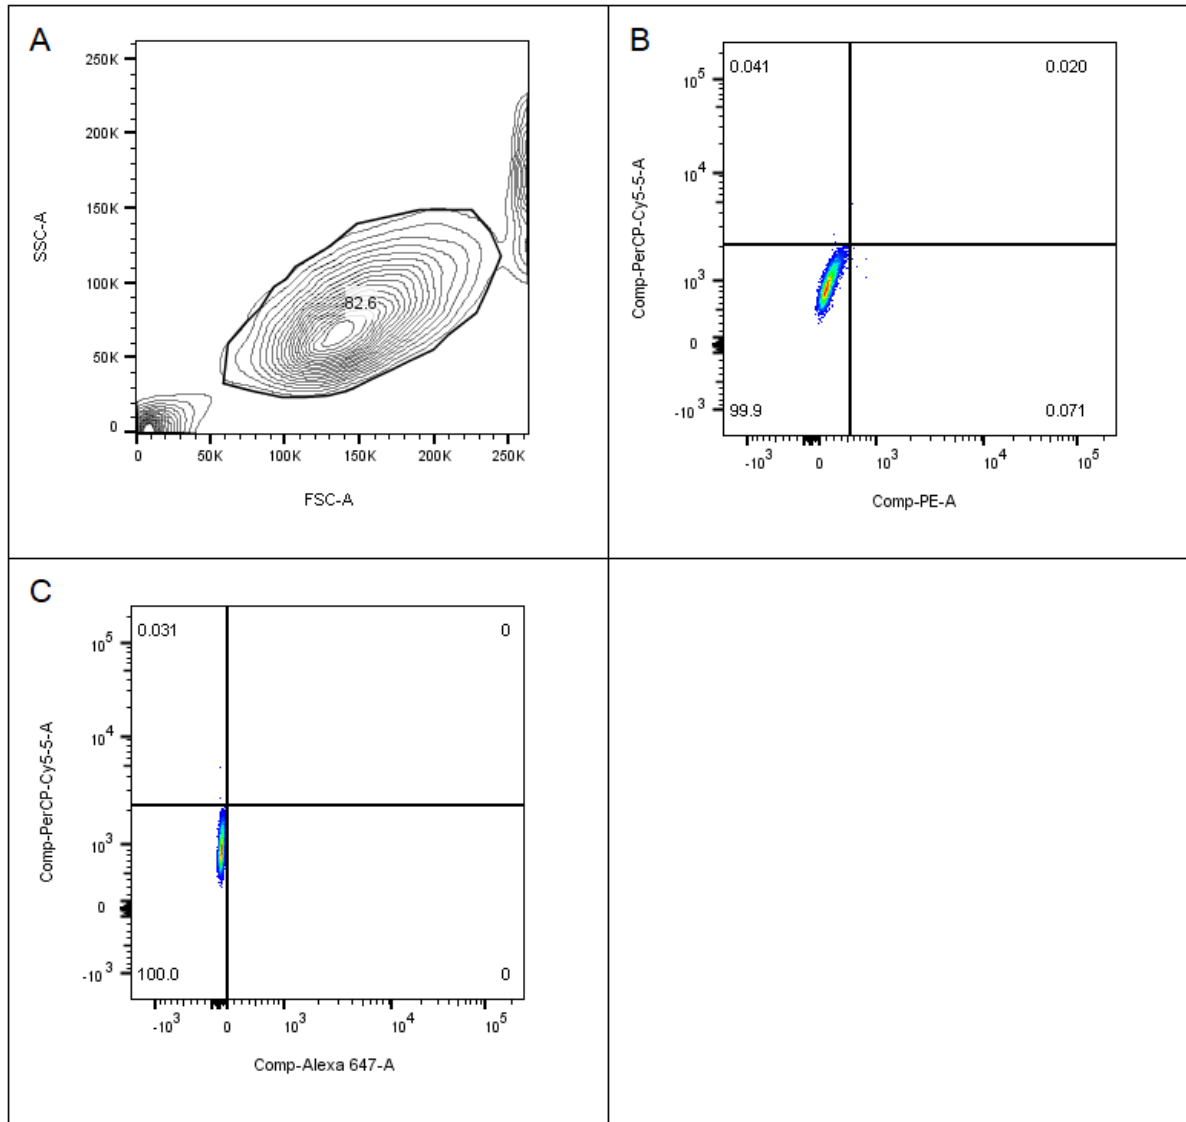 A
250K
200K
150K
100K
50K
0
SSC-A
82.6
0 50K 100K 150K 200K 250K
FSC-A
B
0.041 0.020
10^5
10^4
10^3
0
-10^3
Comp-PerCP-Cy5-5-A
99.9 0.071
-10^3 0 10^3 10^4 10^5
Comp-PE-A
C
0.031 0
10^5
10^4
10^3
0
-10^3
Comp-PerCP-Cy5-5-A
100.0 0
-10^3 0 10^3 10^4 10^5
Comp-Alexa 647-A